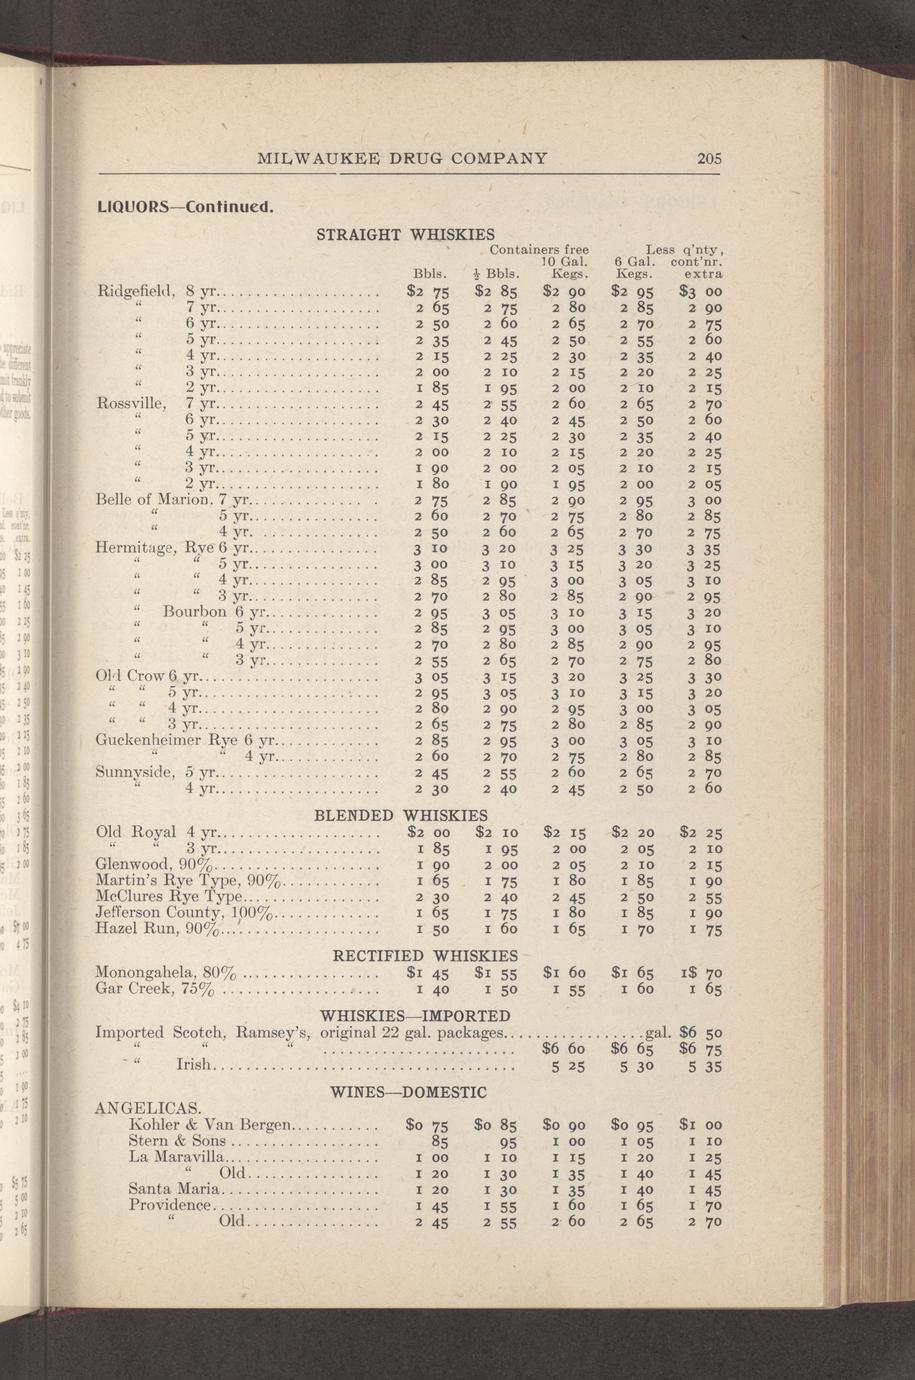 MILWAUKEE DRUG COMPANY 205
LIQUORS—Continued.
STRAIGHT WHISKIES
Containers free Less q'nty,
10 Gal. 6 Gal. cont'nr.
Bbls. ½ Bbls. Kegs. Kegs. extra
Ridgefield, 8 yr.................... $2 75 $2 85 $2 90 $2 95 $3 00
“ 7 yr.................... 2 65 2 75 2 80 2 85 2 90
“ 6 yr.................... 2 50 2 60 2 65 2 70 2 75
“ 5 yr.................... 2 35 2 45 2 50 2 55 2 60
“ 4 yr.................... 2 15 2 25 2 30 2 35 2 40
“ 3 yr.................... 2 00 2 10 2 15 2 20 2 25
“ 2 yr.................... 1 85 1 95 2 00 2 10 2 15
Rossville, 7 yr.................... 2 45 2 55 2 60 2 65 2 70
“ 6 yr.................... 2 30 2 40 2 45 2 50 2 60
“ 5 yr.................... 2 15 2 25 2 30 2 35 2 40
“ 4 yr.................... 2 00 2 10 2 15 2 20 2 25
“ 3 yr.................... 1 90 2 00 2 05 2 10 2 15
“ 2 yr.................... 1 80 1 90 1 95 2 00 2 05
Belle of Marion. 7 yr............... 2 75 2 85 2 90 2 95 3 00
“ 5 yr................ 2 60 2 70 2 75 2 80 2 85
“ 4 yr. ............... 2 50 2 60 2 65 2 70 2 75
Hermitage, Rye 6 yr................ 3 10 3 20 3 25 3 30 3 35
“ “ 5 yr................ 3 00 3 10 3 15 3 20 3 25
“ “ 4 yr................ 2 85 2 95 3 00 3 05 3 10
“ “ 3 yr................ 2 70 2 80 2 85 2 90 2 95
“ Bourbon 6 yr.............. 2 95 3 05 3 10 3 15 3 20
“ “ 5 yr.............. 2 85 2 95 3 00 3 05 3 10
“ “ 4 yr.............. 2 70 2 80 2 85 2 90 2 95
“ “ 3 yr.............. 2 55 2 65 2 70 2 75 2 80
Old Crow 6 yr...................... 3 05 3 15 3 20 3 25 3 30
“ “ 5 yr...................... 2 95 3 05 3 10 3 15 3 20
“ “ 4 yr...................... 2 80 2 90 2 95 3 00 3 05
“ “ 3 yr...................... 2 65 2 75 2 80 2 85 2 90
Guckenheimer Rye 6 yr............. 2 85 2 95 3 00 3 05 3 10
“ “ 4 yr............. 2 60 2 70 2 75 2 80 2 85
Sunnyside, 5 yr.................... 2 45 2 55 2 60 2 65 2 70
“ 4 yr.................... 2 30 2 40 2 45 2 50 2 60
BLENDED WHISKIES
Old Royal 4 yr.................... $2 00 $2 10 $2 15 $2 20 $2 25
“ “ 3 yr.................... 1 85 1 95 2 00 2 05 2 10
Glenwood, 90%.................... 1 90 2 00 2 05 2 10 2 15
Martin's Rye Type, 90%............ 1 65 1 75 1 80 1 85 1 90
McClures Rye Type................ 2 30 2 40 2 45 2 50 2 55
Jefferson County, 100%............. 1 65 1 75 1 80 1 85 1 90
Hazel Run, 90%................... 1 50 1 60 1 65 1 70 1 75
RECTIFIED WHISKIES
Monongahela, 80% ................. $1 45 $1 55 $1 60 $1 65 1$ 70
Gar Creek, 75% ................... 1 40 1 50 1 55 1 60 1 65
WHISKIES—IMPORTED
Imported Scotch, Ramsey's, original 22 gal. packages..................gal. $6 50
“ “ “ ....................... $6 60 $6 65 $6 75
“ Irish................................... 5 25 5 30 5 35
WINES—DOMESTIC
ANGELICAS.
Kohler & Van Bergen........... $0 75 $0 85 $0 90 $0 95 $1 00
Stern & Sons .................. 85 95 1 00 1 05 1 10
La Maravilla................... 1 00 1 10 1 15 1 20 1 25
“ Old................ 1 20 1 30 1 35 1 40 1 45
Santa Maria.................... 1 20 1 30 1 35 1 40 1 45
Providence..................... 1 45 1 55 1 60 1 65 1 70
“ Old................ 2 45 2 55 2 60 2 65 2 70